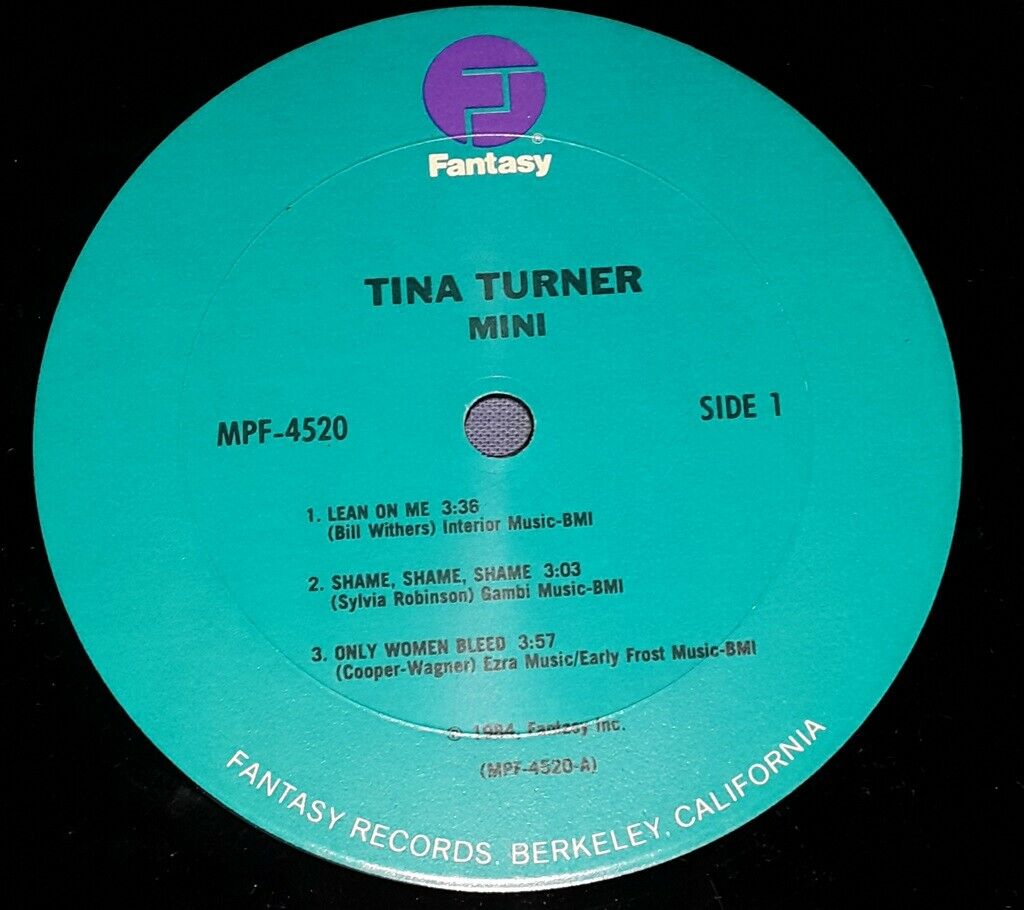 Fantasy ®
TINA TURNER
MINI
MPF-4520
SIDE 1
1. LEAN ON ME 3:36
(Bill Withers) Interior Music-BMI
2. SHAME, SHAME, SHAME 3:03
(Sylvia Robinson) Gambi Music-BMI
3. ONLY WOMEN BLEED 3:57
(Cooper-Wagner) Ezra Music/Early Frost Music-BMI
© 1984, Fantasy Inc.
(MPF-4520-A)
FANTASY RECORDS. BERKELEY, CALIFORNIA